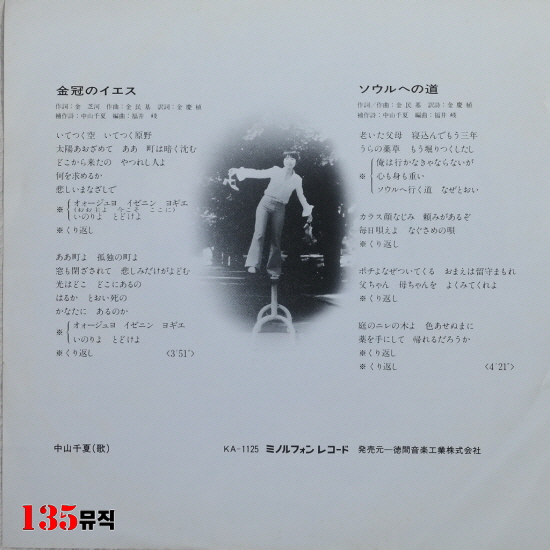 金冠のイエス
作詞：金　芝河　作曲：金 民基　訳詞：金 慶植
補作詩：中山千夏　編曲：福井　峻
いてつく空　いてつく原野
太陽あおざめて　ああ　町は暗く沈む
どこから来たの　やつれし人よ
何を求めるか
悲しいまなざしで
※ オォージュヨ　イゼニン　ヨギエ
(おお主よ　今こそ　ここに)
いのりよ　とどけよ
※くり返し
ああ町よ　孤独の町よ
窓も閉ざされて　悲しみだけがよどむ
光はどこ　どこにあるの
はるか　とおい死の
かなたに　あるのか
※ オォージュヨ　イゼニン　ヨギエ
いのりよ　とどけよ
※くり返し　〈3′51″〉
ソウルへの道
作詞／作曲：金 民基　訳詩：金 慶植
補作詩：中山千夏　編曲：福井　峻
老いた父母　寝込んでもう三年
うらの薬草　もう堀りつくしたし
※ 俺は行かなきゃならないが
心も身も重い
ソウルへ行く道　なぜとおい
カラス顔なじみ　頼みがあるぞ
毎日唄えよ　なぐさめの唄
※くり返し
ポチよなぜついてくる　おまえは留守まもれ
父ちゃん　母ちゃんを　よくみてくれよ
※くり返し
庭のニレの木よ　色あせぬまに
薬を手にして　帰れるだろうか
※くり返し
※くり返し　〈4′21″〉
中山千夏(歌)
KA-1125 ミノルフォン レコード 発売元―徳間音楽工業株式会社
135뮤직